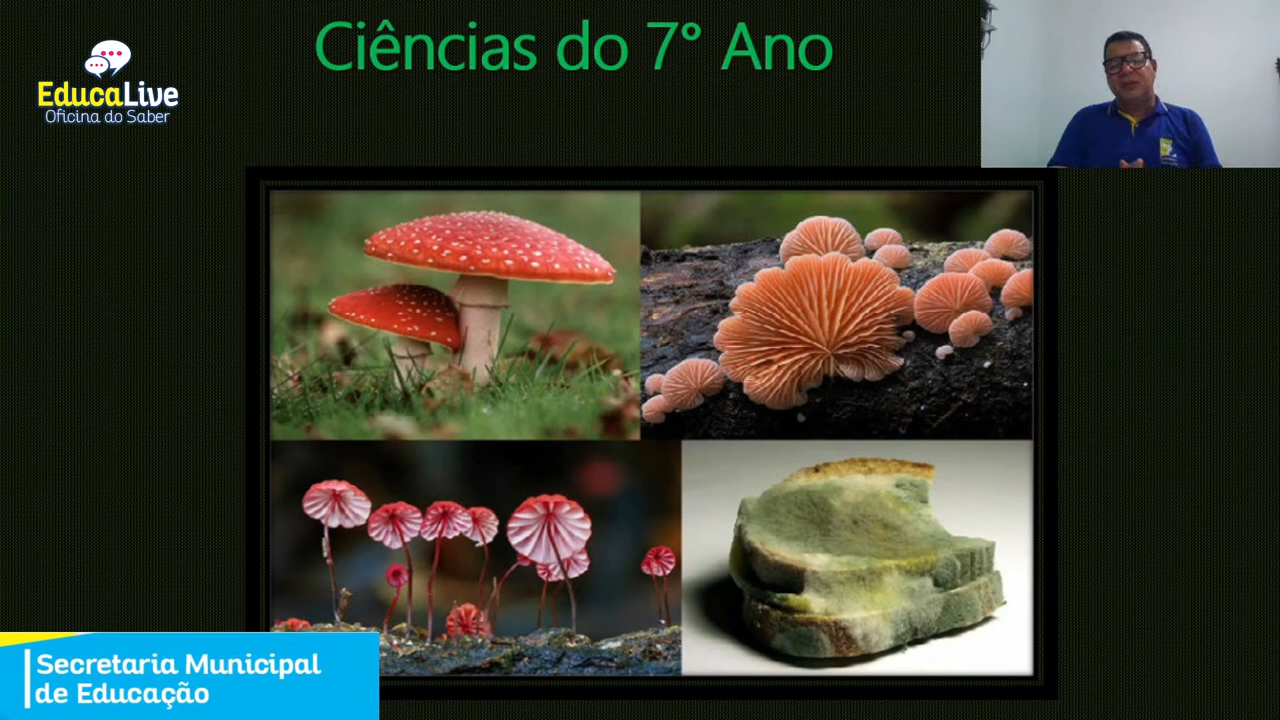 Ciências do 7° Ano
EducaLive
Oficina do Saber
Secretaria Municipal
de Educação